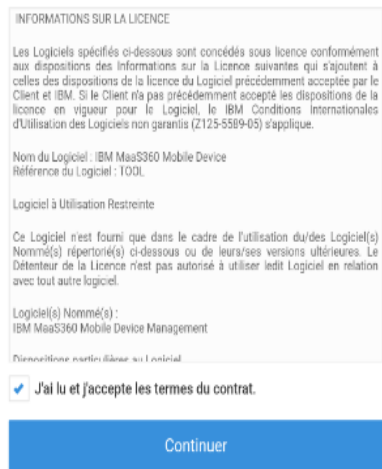 INFORMATIONS SUR LA LICENCE
Les Logiciels spécifiés ci-dessous sont concédés sous licence conformément
aux dispositions des Informations sur la Licence suivantes qui s'ajoutent à
celles des dispositions de la licence du Logiciel précédemment acceptée par le
Client et IBM. Si le Client n'a pas précédemment accepté les dispositions de la
licence en vigueur pour le Logiciel, le IBM Conditions Internationales
d'Utilisation des Logiciels non garantis (Z125-5589-05) s'applique.
Nom du Logiciel : IBM MaaS360 Mobile Device
Référence du Logiciel : TOOL
Logiciel à Utilisation Restreinte
Ce Logiciel n'est fourni que dans le cadre de l'utilisation du/des Logiciel(s)
Nommé(s) répertorié(s) ci-dessous ou de leurs/ses versions ultérieures. Le
Détenteur de la Licence n'est pas autorisé à utiliser ledit Logiciel en relation
avec tout autre logiciel.
Logiciel(s) Nommé(s) :
IBM MaaS360 Mobile Device Management
Dispositions particulières au Logiciel
J'ai lu et j'accepte les termes du contrat.
Continuer